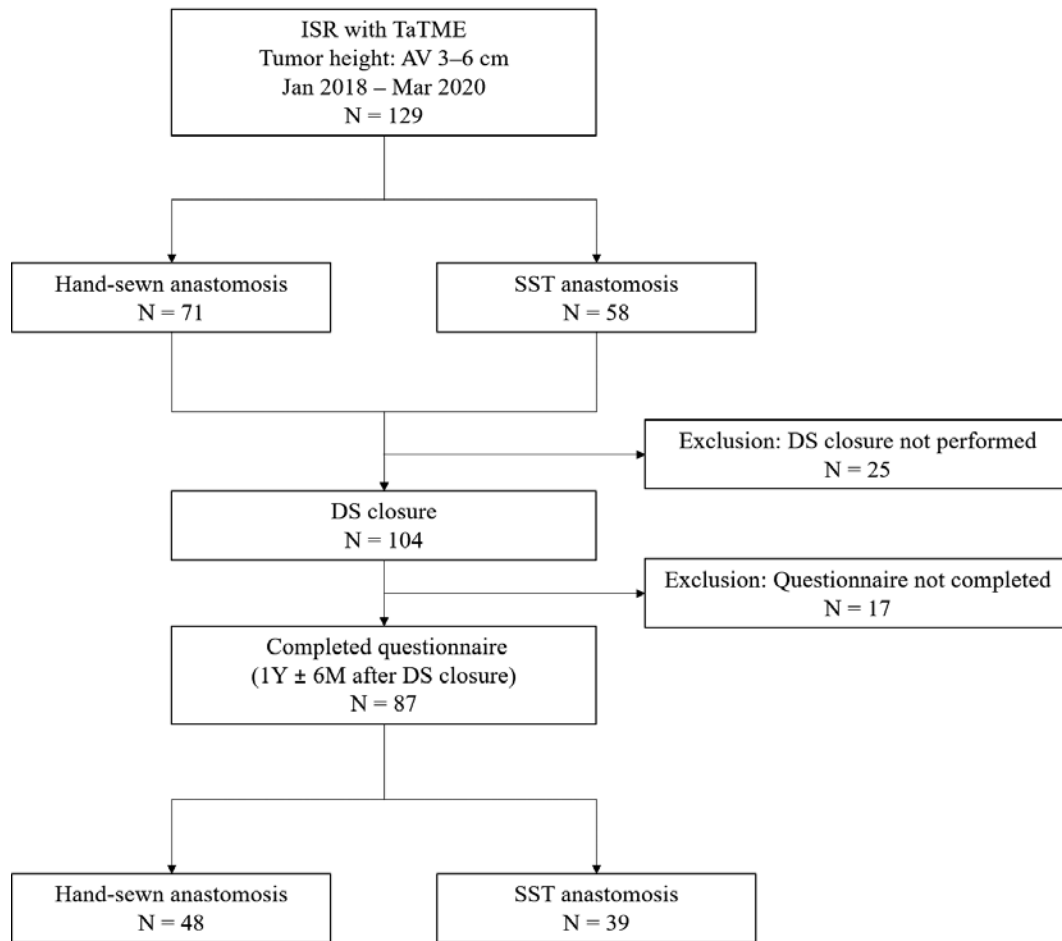 ISR with TaTME
Tumor height: AV 3–6 cm
Jan 2018 – Mar 2020
N = 129
Hand-sewn anastomosis
N = 71
SST anastomosis
N = 58
Exclusion: DS closure not performed
N = 25
DS closure
N = 104
Exclusion: Questionnaire not completed
N = 17
Completed questionnaire
(1Y ± 6M after DS closure)
N = 87
Hand-sewn anastomosis
N = 48
SST anastomosis
N = 39